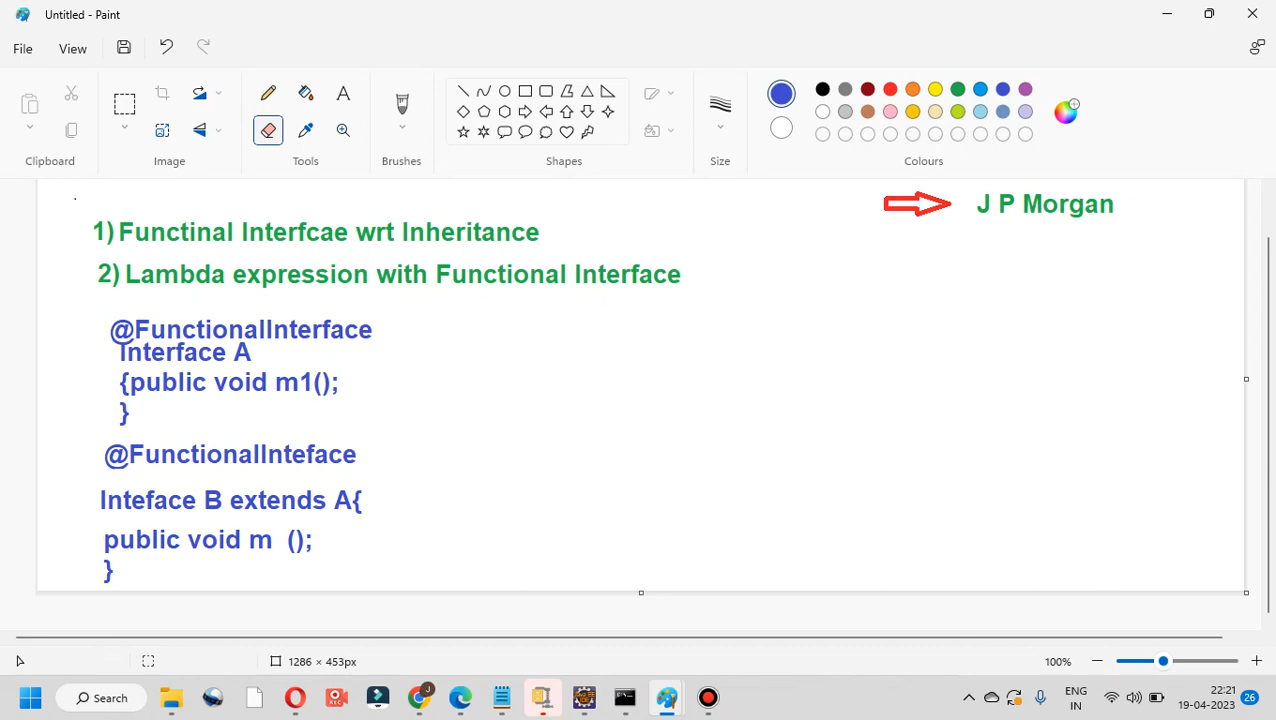 Untitled - Paint
File View
Clipboard Image Tools Brushes Shapes Size Colours
J P Morgan
1) Functinal Interfcae wrt Inheritance
2) Lambda expression with Functional Interface
@FunctionalInterface
Interface A
{public void m1();
}
@FunctionalInteface
Inteface B extends A{
public void m ();
}
1286 × 453px 100%
Search
ENG
IN
22:21
19-04-2023
26